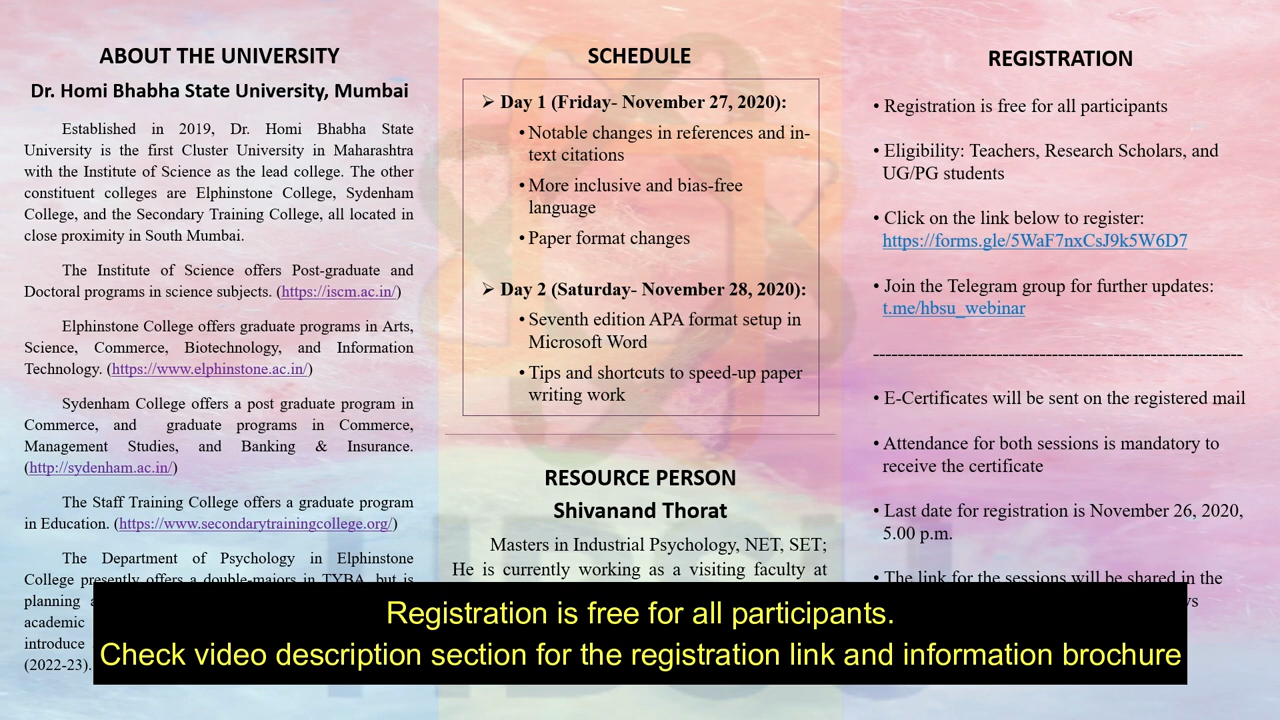 ABOUT THE UNIVERSITY
Dr. Homi Bhabha State University, Mumbai
Established in 2019, Dr. Homi Bhabha State
University is the first Cluster University in Maharashtra
with the Institute of Science as the lead college. The other
constituent colleges are Elphinstone College, Sydenham
College, and the Secondary Training College, all located in
close proximity in South Mumbai.
The Institute of Science offers Post-graduate and
Doctoral programs in science subjects. (https://iscm.ac.in/)
Elphinstone College offers graduate programs in Arts,
Science, Commerce, Biotechnology, and Information
Technology. (https://www.elphinstone.ac.in/)
Sydenham College offers a post graduate program in
Commerce, and graduate programs in Commerce,
Management Studies, and Banking & Insurance.
(http://sydenham.ac.in/)
The Staff Training College offers a graduate program
in Education. (https://www.secondarytrainingcollege.org/)
The Department of Psychology in Elphinstone
College presently offers a double-majors in TYBA, but is
planning
academic
introduce
(2022-23).
SCHEDULE
➢ Day 1 (Friday- November 27, 2020):
• Notable changes in references and in-
text citations
• More inclusive and bias-free
language
• Paper format changes
➢ Day 2 (Saturday- November 28, 2020):
• Seventh edition APA format setup in
Microsoft Word
• Tips and shortcuts to speed-up paper
writing work
RESOURCE PERSON
Shivanand Thorat
Masters in Industrial Psychology, NET, SET;
He is currently working as a visiting faculty at
REGISTRATION
• Registration is free for all participants
• Eligibility: Teachers, Research Scholars, and
UG/PG students
• Click on the link below to register:
https://forms.gle/5WaF7nxCsJ9k5W6D7
• Join the Telegram group for further updates:
t.me/hbsu_webinar
-------------------------------------------------------------
• E-Certificates will be sent on the registered mail
• Attendance for both sessions is mandatory to
receive the certificate
• Last date for registration is November 26, 2020,
5.00 p.m.
• The link for the sessions will be shared in the
Registration is free for all participants.
Check video description section for the registration link and information brochure